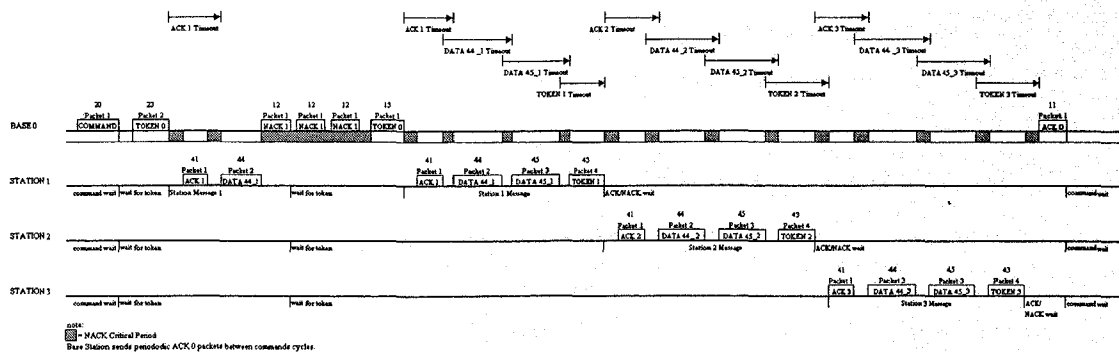 ACK 1 Timeout
ACK 1 Timeout
ACK 2 Timeout
ACK 3 Timeout
DATA 44_1 Timeout
DATA 44_2 Timeout
DATA 44_3 Timeout
DATA 45_1 Timeout
DATA 45_2 Timeout
DATA 45_3 Timeout
TOKEN 1 Timeout
TOKEN 2 Timeout
TOKEN 3 Timeout
20 23 12 12 12 15 11
Packet 1 Packet 2 Packet 1 Packet 1 Packet 1 Packet 1 Packet 1
BASE 0 COMMAND TOKEN 0 NACK 1 NACK 1 NACK 1 TOKEN 0 ACK 0
41 44 41 44 45 43
Packet 1 Packet 2 Packet 1 Packet 2 Packet 3 Packet 4
STATION 1 ACK 1 DATA 44_1 ACK 1 DATA 44_1 DATA 45_1 TOKEN 1
command wait wait for token Station 1 Message wait for token Station 1 Message ACK/NACK wait command wait
41 44 45 43
Packet 1 Packet 2 Packet 3 Packet 4
STATION 2 ACK 2 DATA 44_2 DATA 45_2 TOKEN 2
command wait wait for token wait for token Station 2 Message ACK/NACK wait command wait
41 44 45 43
Packet 1 Packet 3 Packet 3 Packet 4
STATION 3 ACK 3 DATA 44_3 DATA 45_3 TOKEN 3
command wait wait for token wait for token Station 3 Message ACK/ NACK wait command wait
note:
= NACK Critical Period
Base Station sends peridodic ACK 0 packets between commande cycles.